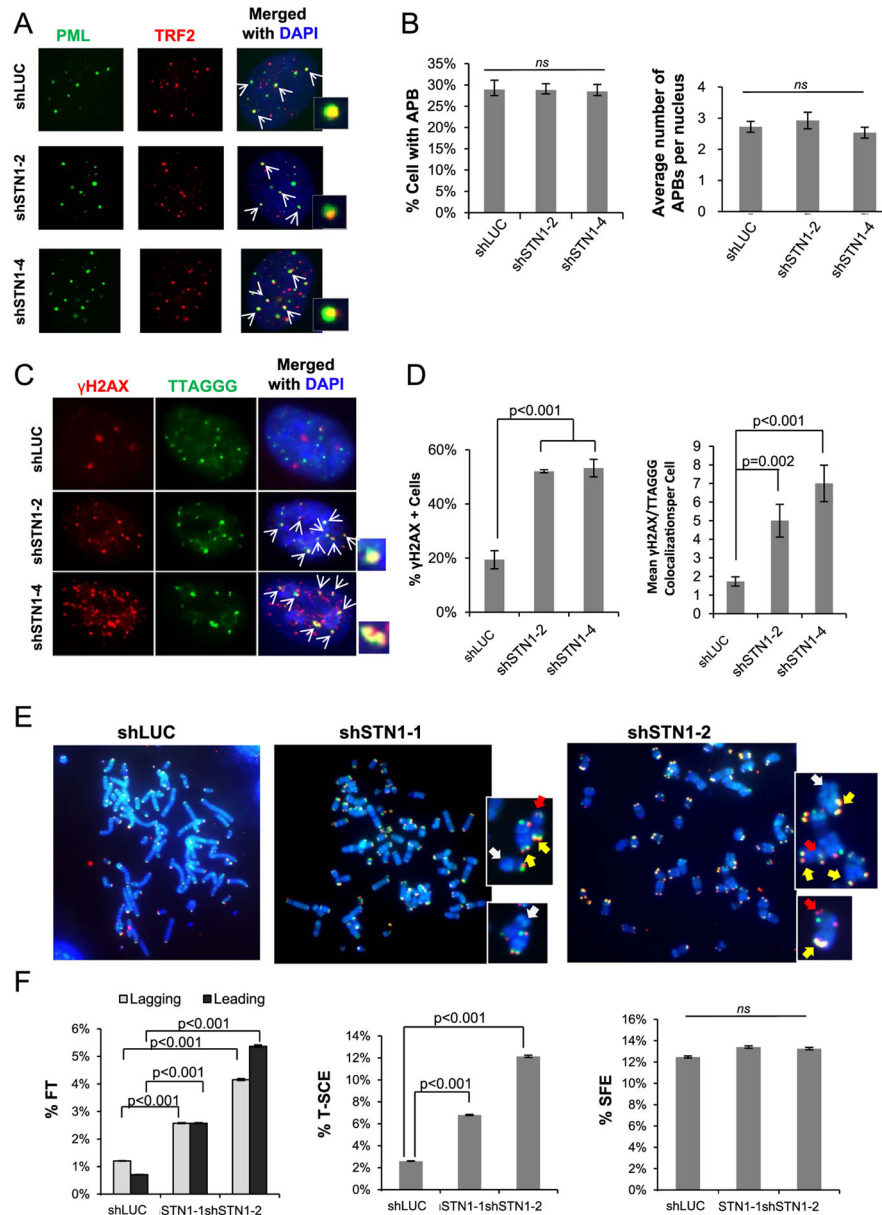 A
PML
TRF2
Merged
with DAPI
shLUC
shSTN1-2
shSTN1-4
B
ns
% Cell with APB
40%
35%
30%
25%
20%
15%
10%
5%
0%
shLUC
shSTN1-2
shSTN1-4
ns
Average number of
APBs per nucleus
5
4
3
2
1
0
shLUC
shSTN1-2
shSTN1-4
C
γH2AX
TTAGGG
Merged
with DAPI
shLUC
shSTN1-2
shSTN1-4
D
p<0.001
% γH2AX + Cells
60%
40%
20%
0%
shLUC
shSTN1-2
shSTN1-4
p<0.001
p=0.002
Mean γH2AX/TTAGGG
Colocalizationsper Cell
9
8
7
6
5
4
3
2
1
0
shLUC
shSTN1-2
shSTN1-4
E
shLUC
shSTN1-1
shSTN1-2
F
Lagging
Leading
p<0.001
p<0.001
p<0.001
p<0.001
% FT
6%
5%
4%
3%
2%
1%
0%
shLUC
STN1-1shSTN1-2
p<0.001
p<0.001
% T-SCE
14%
12%
10%
8%
6%
4%
2%
0%
shLUC
STN1-1shSTN1-2
ns
% SFE
16%
14%
12%
10%
8%
6%
4%
2%
0%
shLUC
STN1-1shSTN1-2